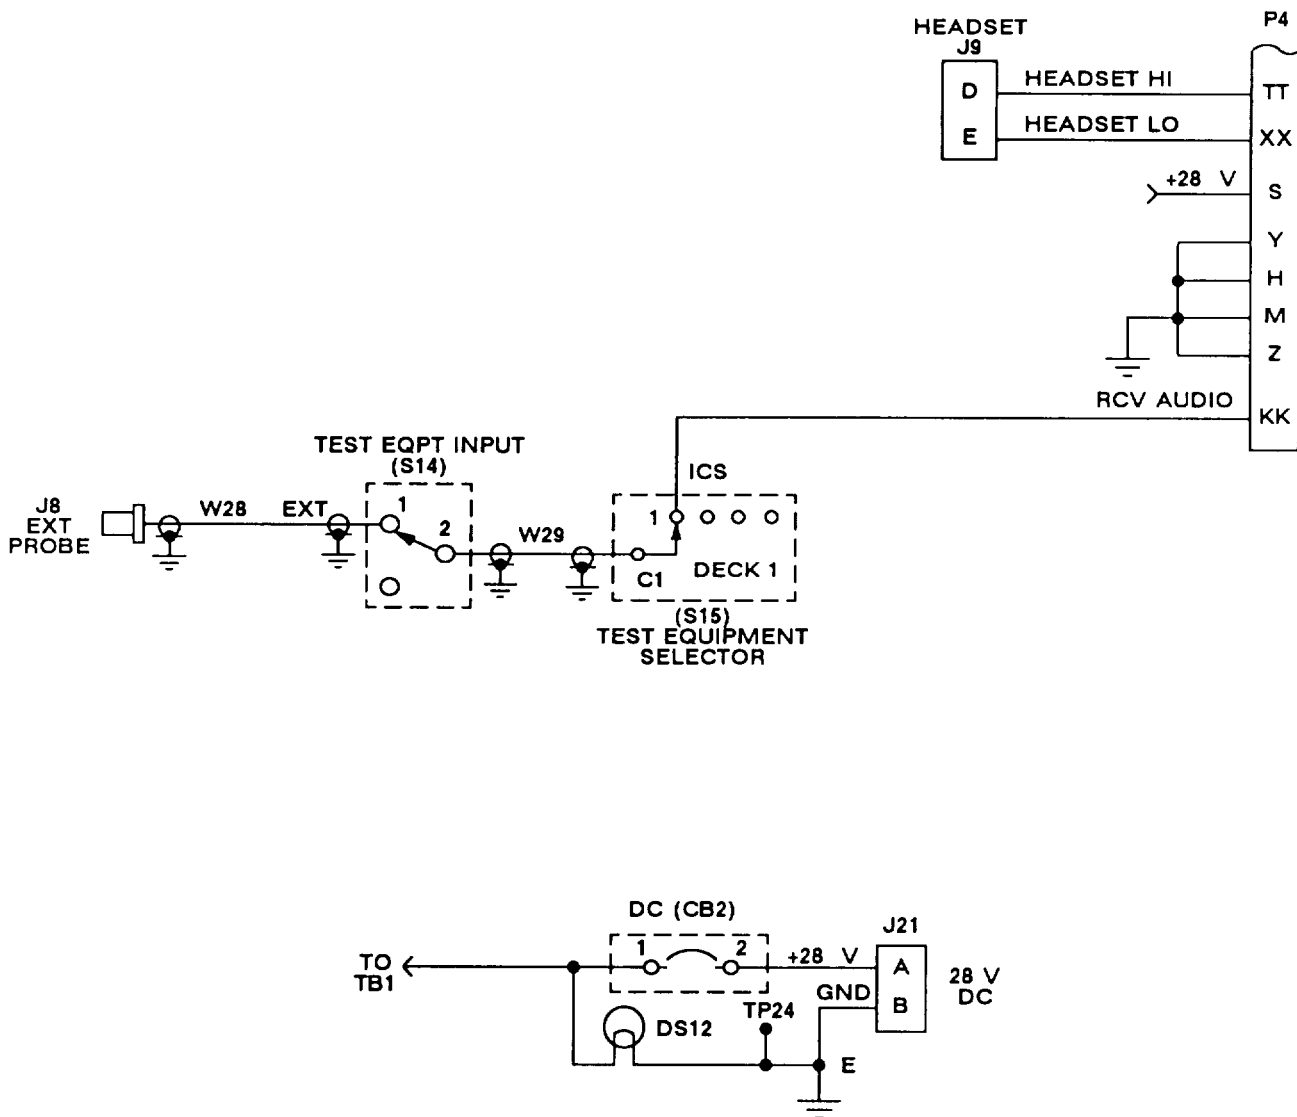 P4
HEADSET
J9
D
HEADSET HI
TT
E
HEADSET LO
XX
+28 V
S
Y
H
M
Z
RCV AUDIO
KK
TEST EQPT INPUT
(S14)
ICS
J8
EXT
PROBE
W28
EXT
1
2
W29
1
C1
DECK 1
(S15)
TEST EQUIPMENT
SELECTOR
DC (CB2)
J21
TO
TB1
1
2
+28 V
A
28 V
DC
GND
B
DS12
TP24
E